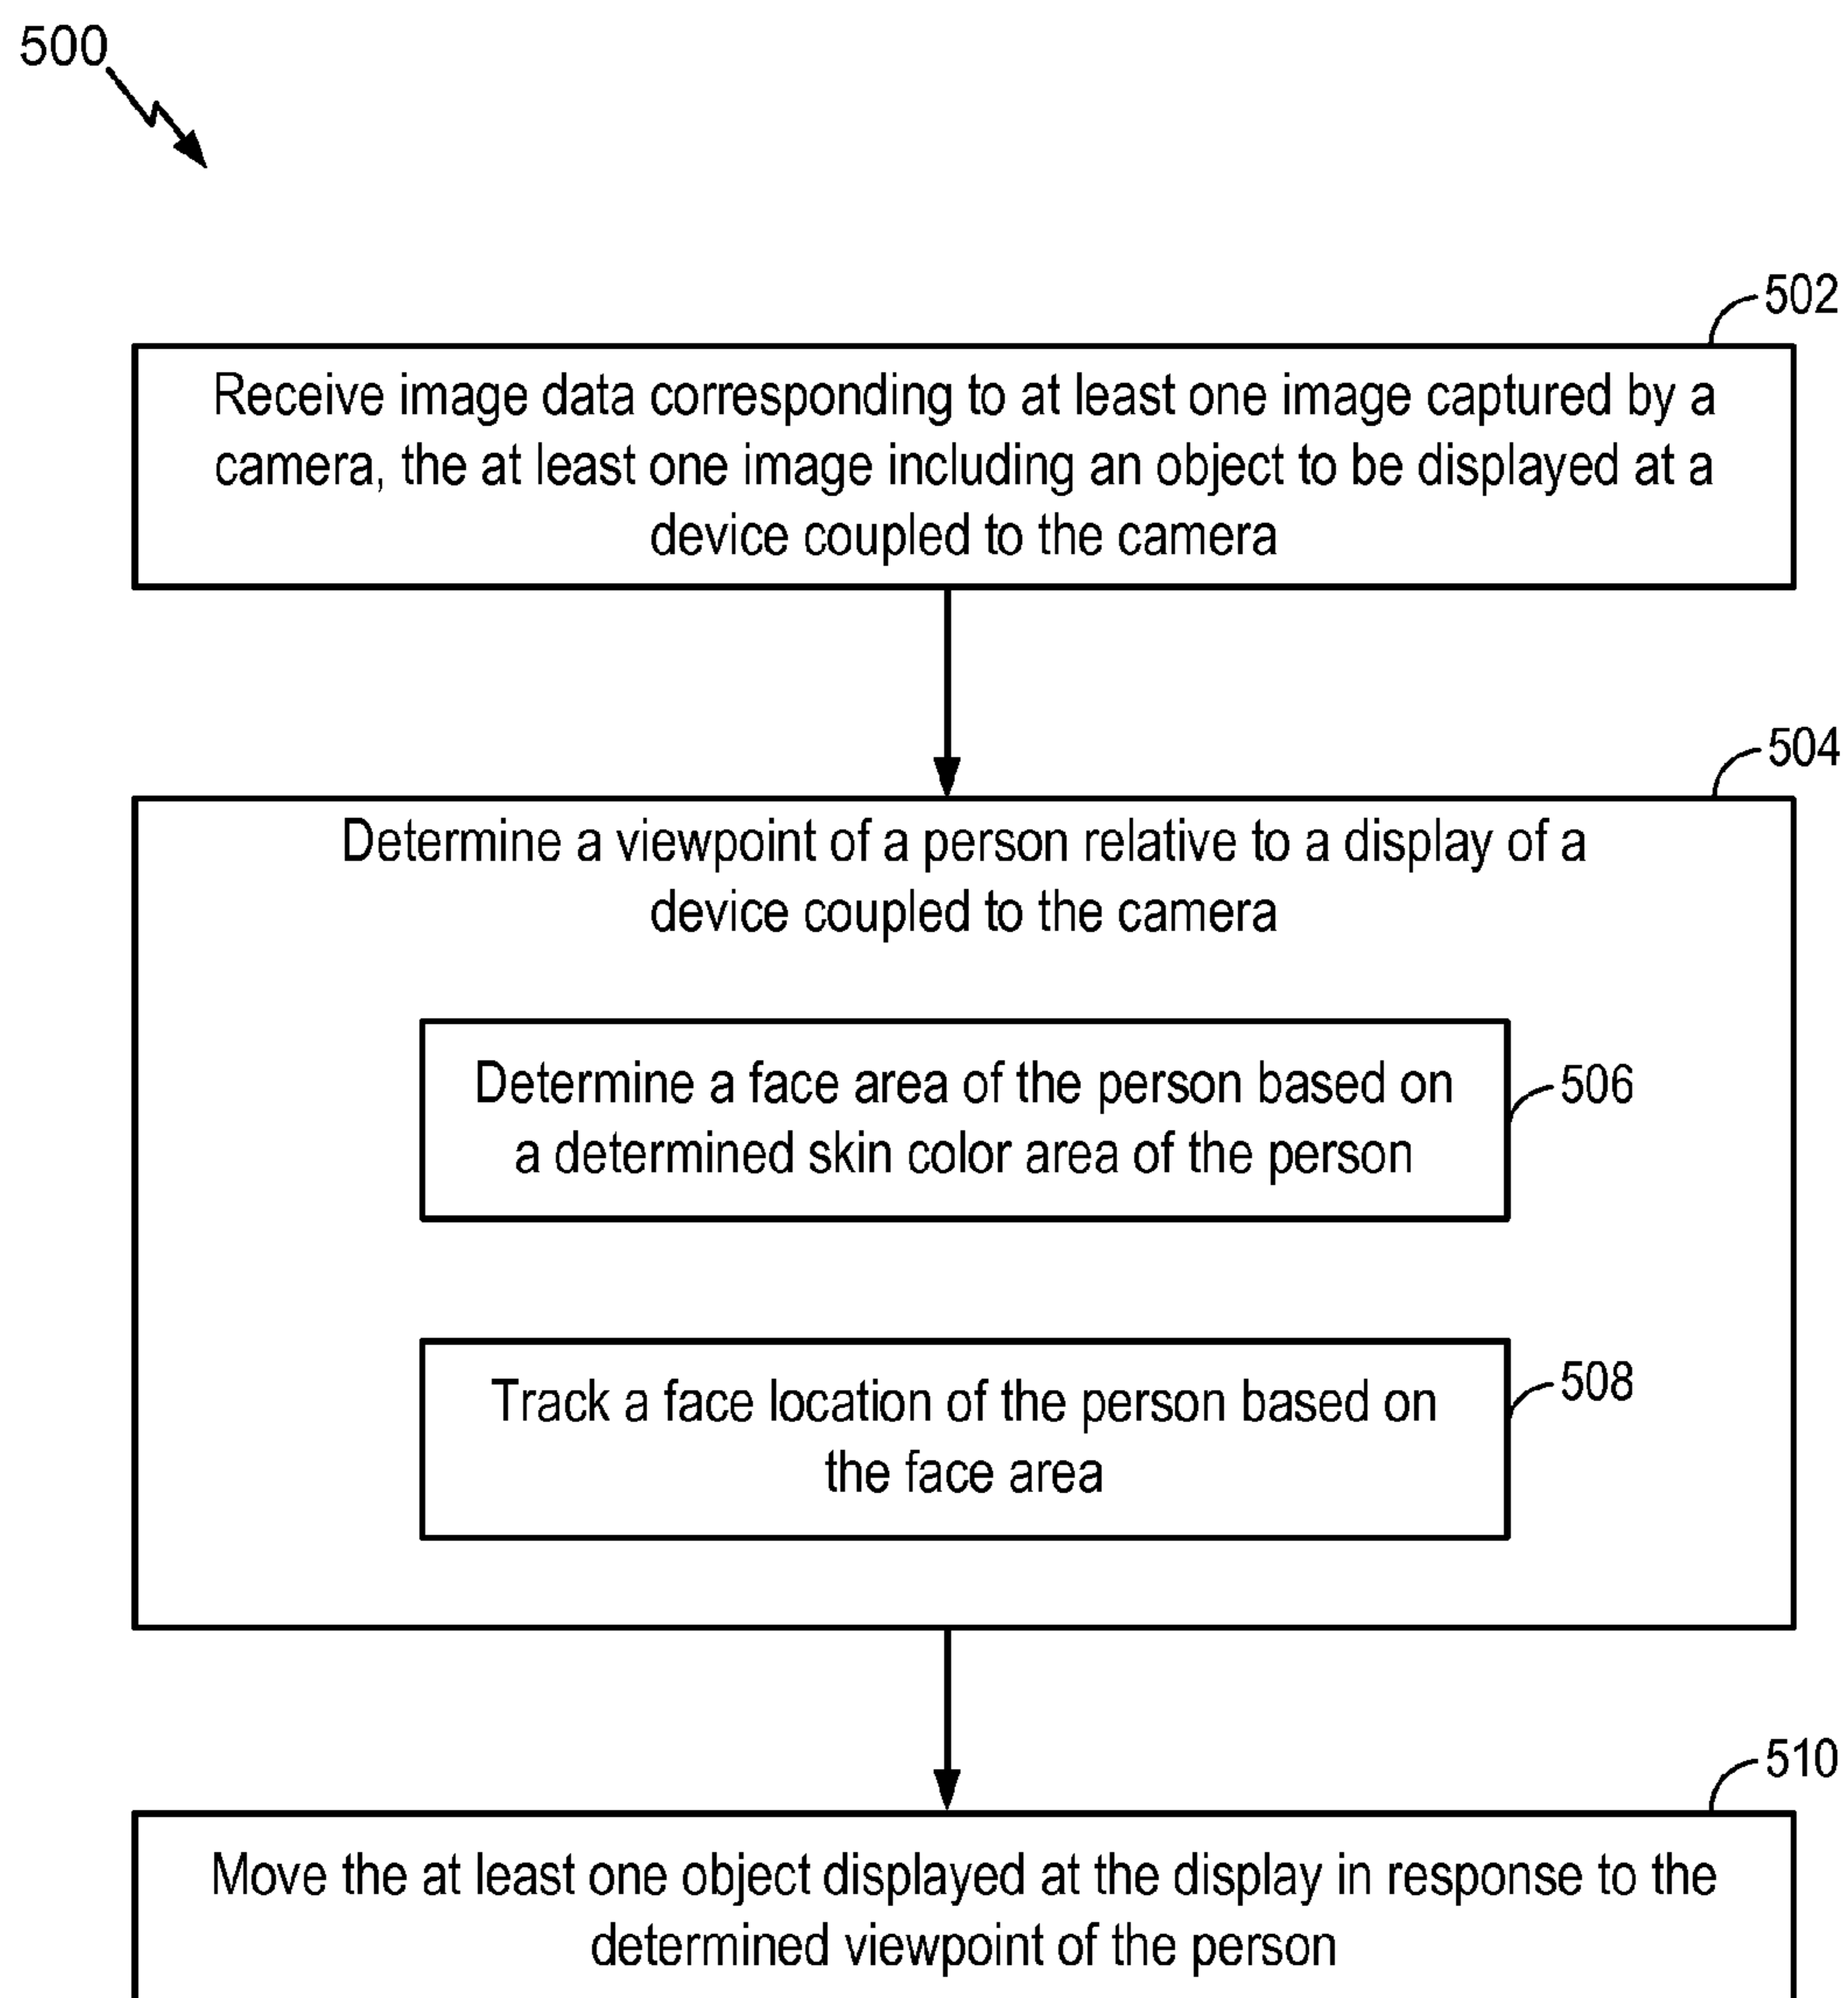 500
502
Receive image data corresponding to at least one image captured by a
camera, the at least one image including an object to be displayed at a
device coupled to the camera
504
Determine a viewpoint of a person relative to a display of a
device coupled to the camera
Determine a face area of the person based on
a determined skin color area of the person
506
Track a face location of the person based on
the face area
508
510
Move the at least one object displayed at the display in response to the
determined viewpoint of the person